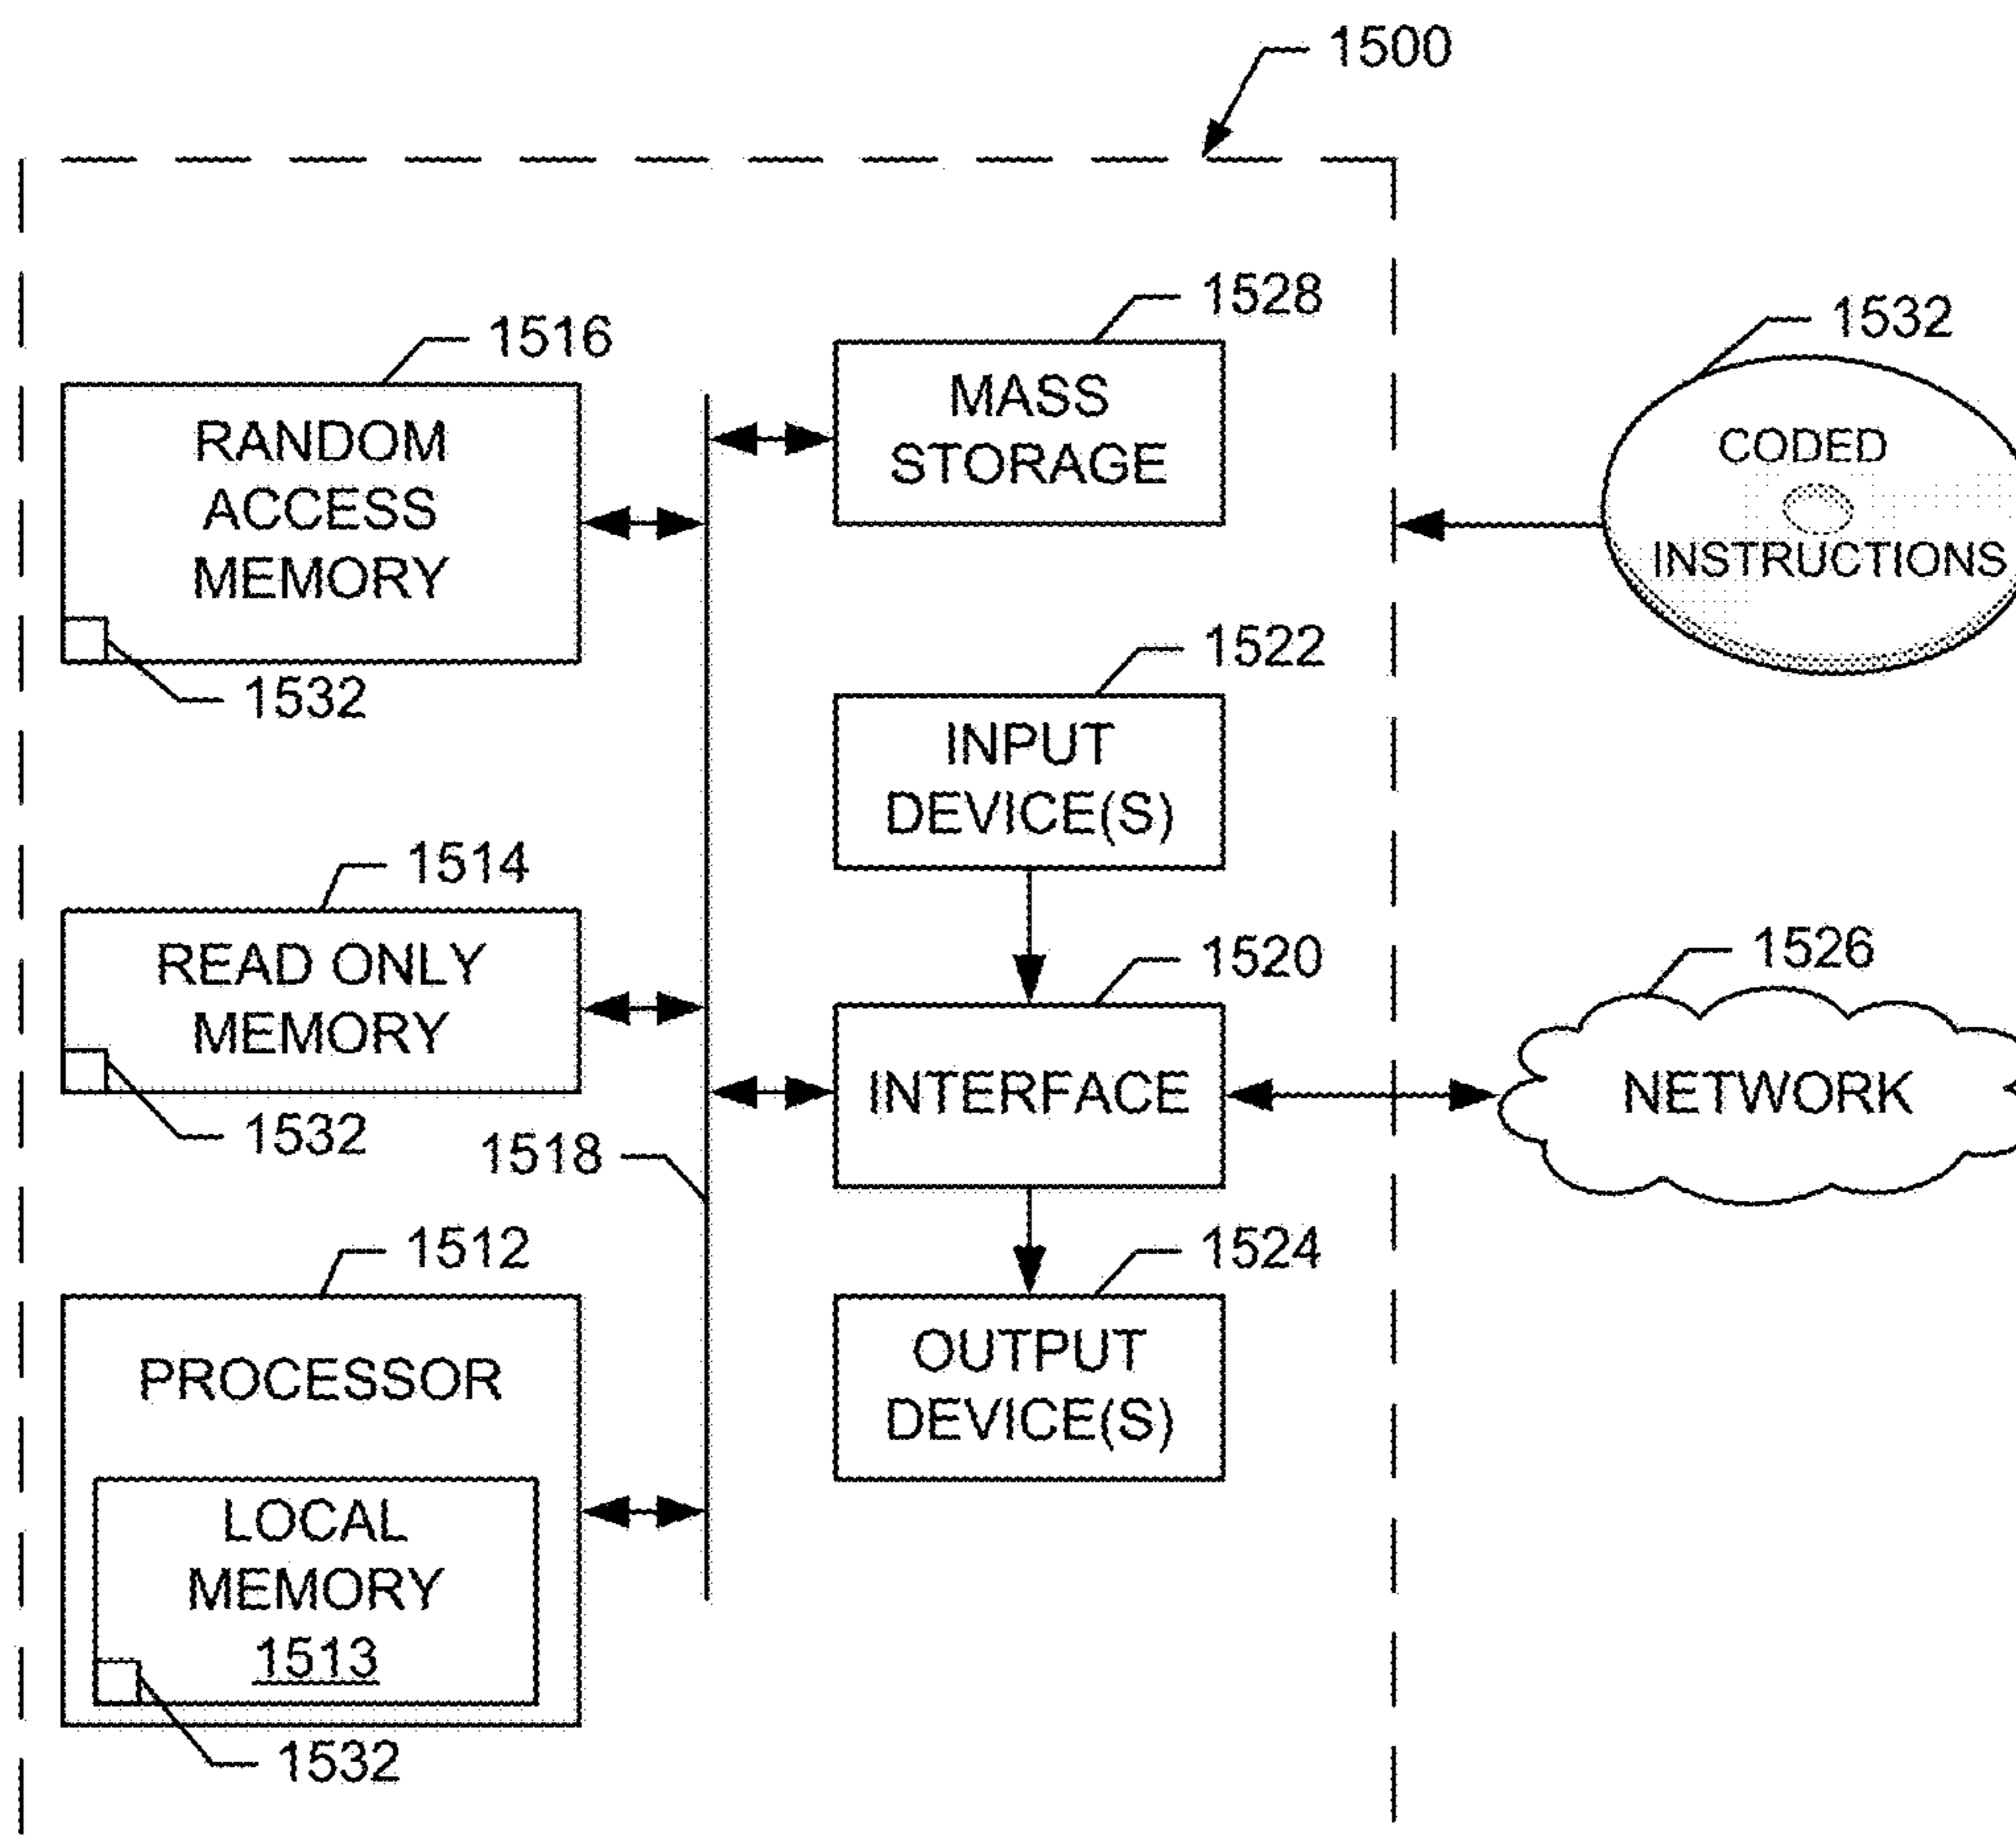 1500
1528
1516
1532
MASS
STORAGE
RANDOM
ACCESS
MEMORY
CODED
INSTRUCTIONS
1532
1522
INPUT
DEVICE(S)
1514
READ ONLY
MEMORY
1520
1526
INTERFACE
NETWORK
1532
1518
1512
1524
PROCESSOR
OUTPUT
DEVICE(S)
LOCAL
MEMORY
1513
1532